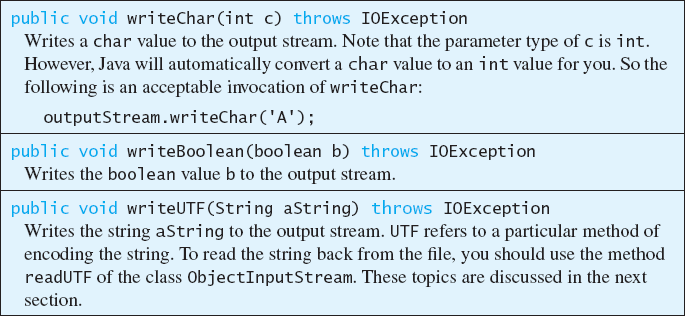 public void writeChar(int c) throws IOException
Writes a char value to the output stream. Note that the parameter type of c is int.
However, Java will automatically convert a char value to an int value for you. So the
following is an acceptable invocation of writeChar:
outputStream.writeChar('A');
public void writeBoolean(boolean b) throws IOException
Writes the boolean value b to the output stream.
public void writeUTF(String aString) throws IOException
Writes the string aString to the output stream. UTF refers to a particular method of
encoding the string. To read the string back from the file, you should use the method
readUTF of the class ObjectInputStream. These topics are discussed in the next
section.